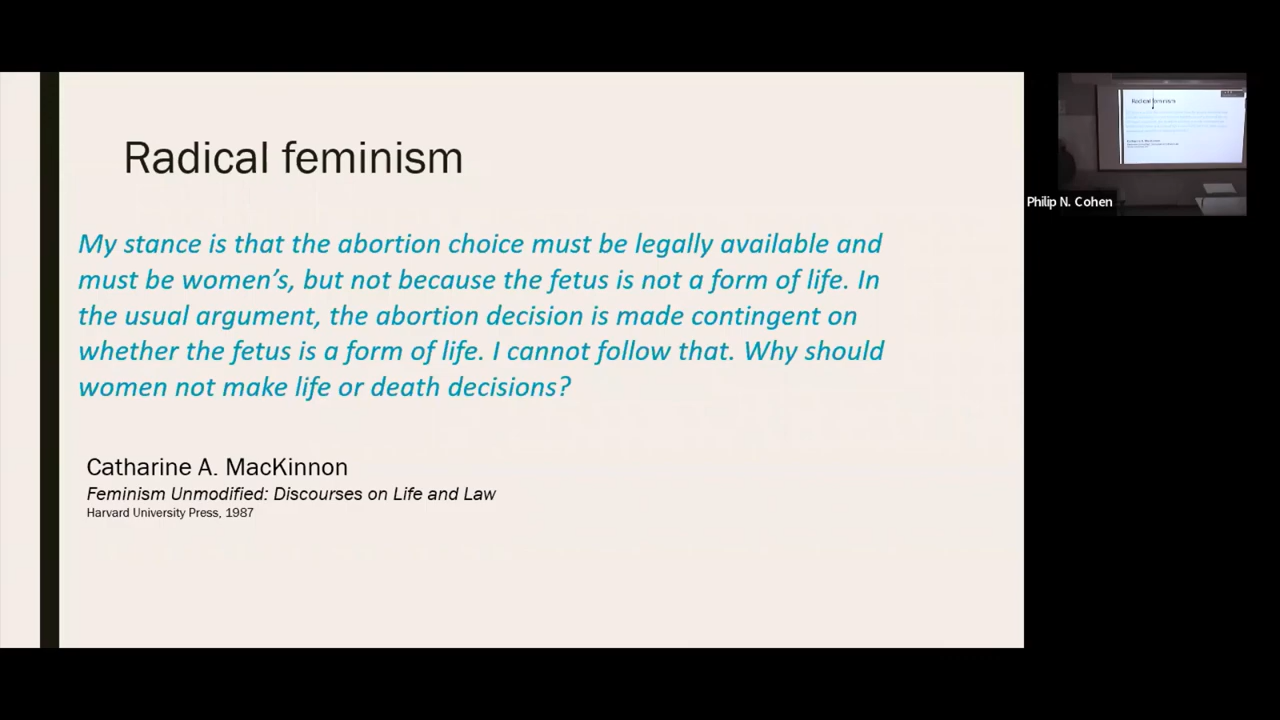 Radical feminism
My stance is that the abortion choice must be legally available and
must be women's, but not because the fetus is not a form of life. In
the usual argument, the abortion decision is made contingent on
whether the fetus is a form of life. I cannot follow that. Why should
women not make life or death decisions?
Catharine A. MacKinnon
Feminism Unmodified: Discourses on Life and Law
Harvard University Press, 1987
Radical feminism
Philip N. Cohen